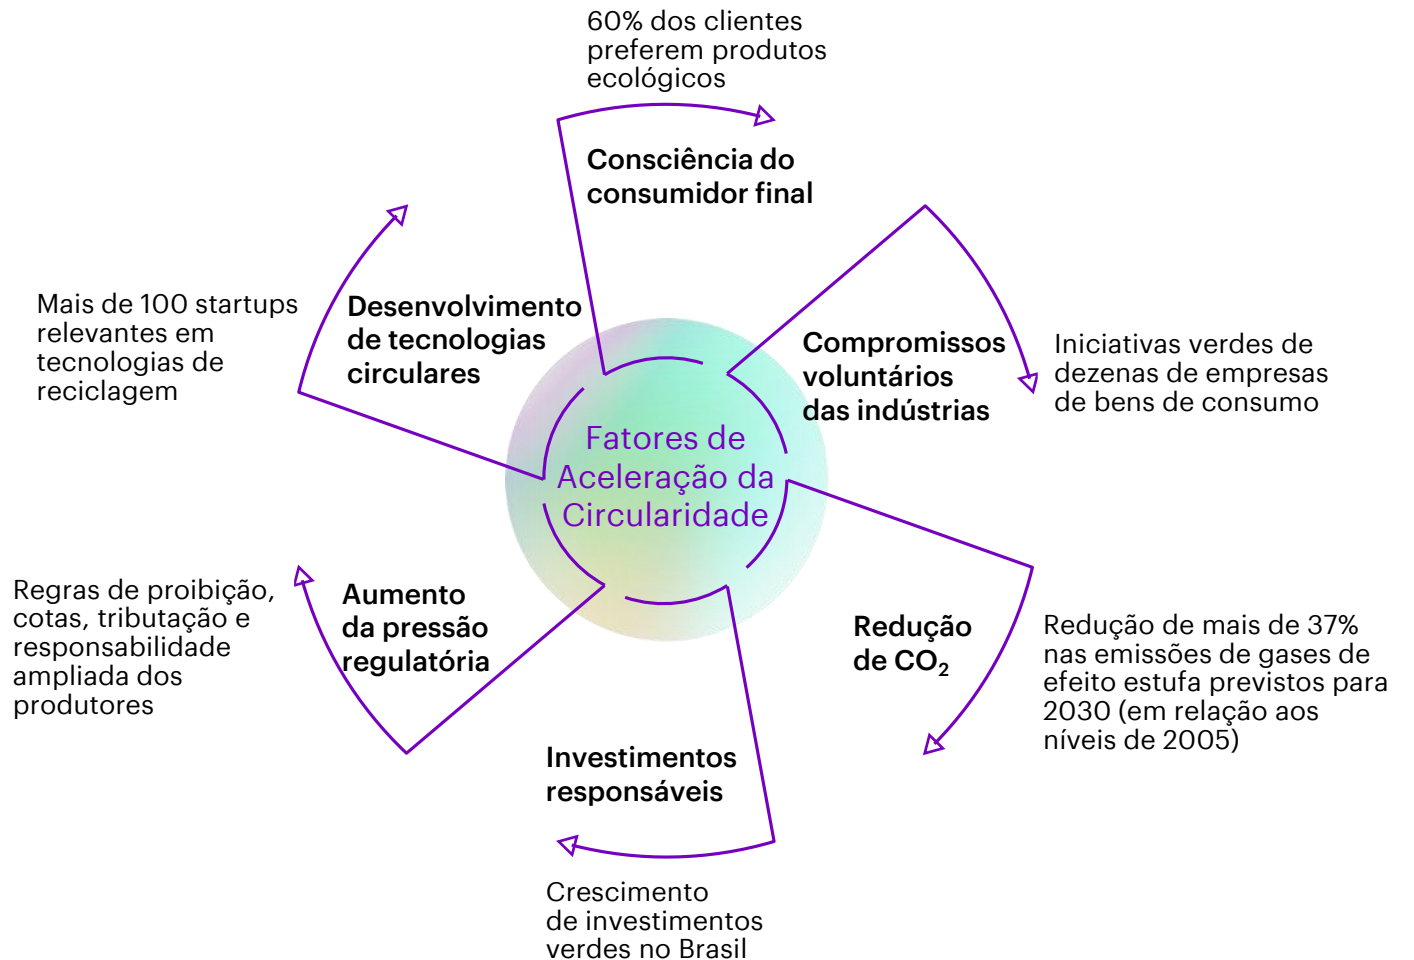 60% dos clientes
preferem produtos
ecológicos
Consciência do
consumidor final
Compromissos
voluntários
das indústrias
Iniciativas verdes de
dezenas de empresas
de bens de consumo
Redução
de CO₂
Redução de mais de 37%
nas emissões de gases de
efeito estufa previstos para
2030 (em relação aos
níveis de 2005)
Investimentos
responsáveis
Crescimento
de investimentos
verdes no Brasil
Aumento
da pressão
regulatória
Regras de proibição,
cotas, tributação e
responsabilidade
ampliada dos
produtores
Desenvolvimento
de tecnologias
circulares
Mais de 100 startups
relevantes em
tecnologias de
reciclagem
Fatores de
Aceleração da
Circularidade